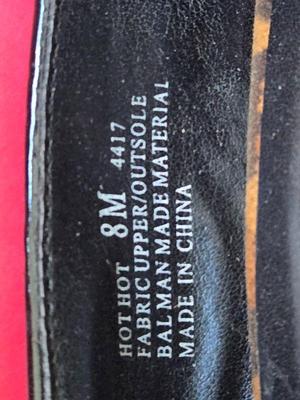 HOT HOT 8M 4417
FABRIC UPPER/OUTSOLE
BAL MAN MADE MATERIAL
MADE IN CHINA